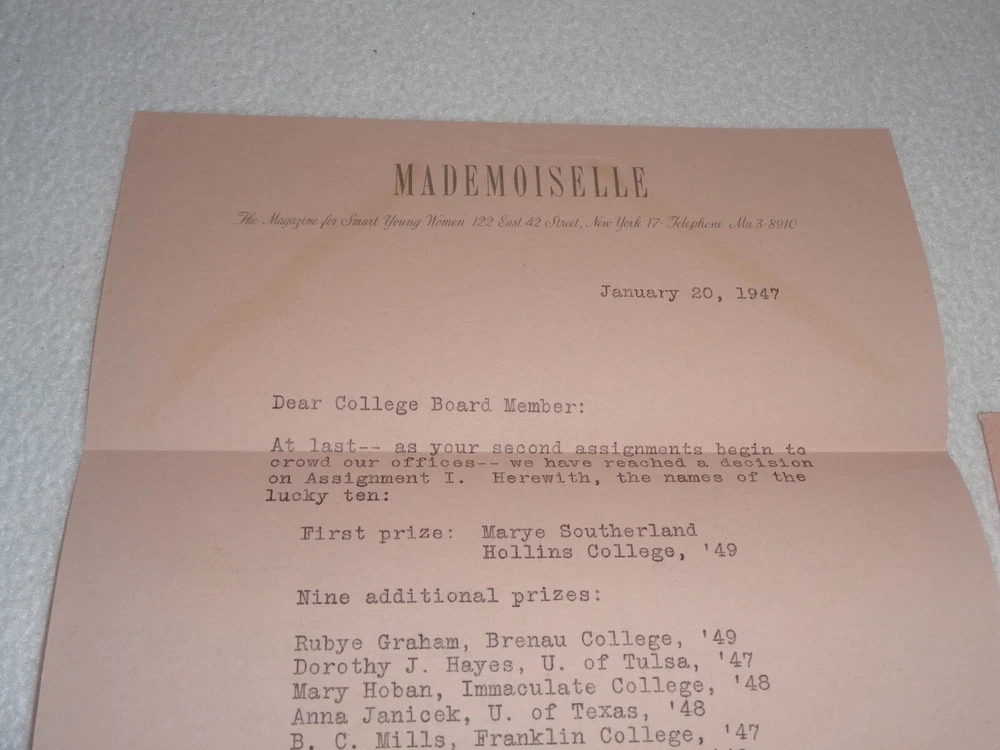 MADEMOISELLE
The Magazine for Smart Young Women · 122 East 42 Street, New York 17 · Telephone Mu 3-8910
January 20, 1947
Dear College Board Member:
At last-- as your second assignments begin to
crowd our offices-- we have reached a decision
on Assignment I. Herewith, the names of the
lucky ten:
First prize: Marye Southerland
Hollins College, '49
Nine additional prizes:
Rubye Graham, Brenau College, '49
Dorothy J. Hayes, U. of Tulsa, '47
Mary Hoban, Immaculate College, '48
Anna Janicek, U. of Texas, '48
B. C. Mills, Franklin College, '47